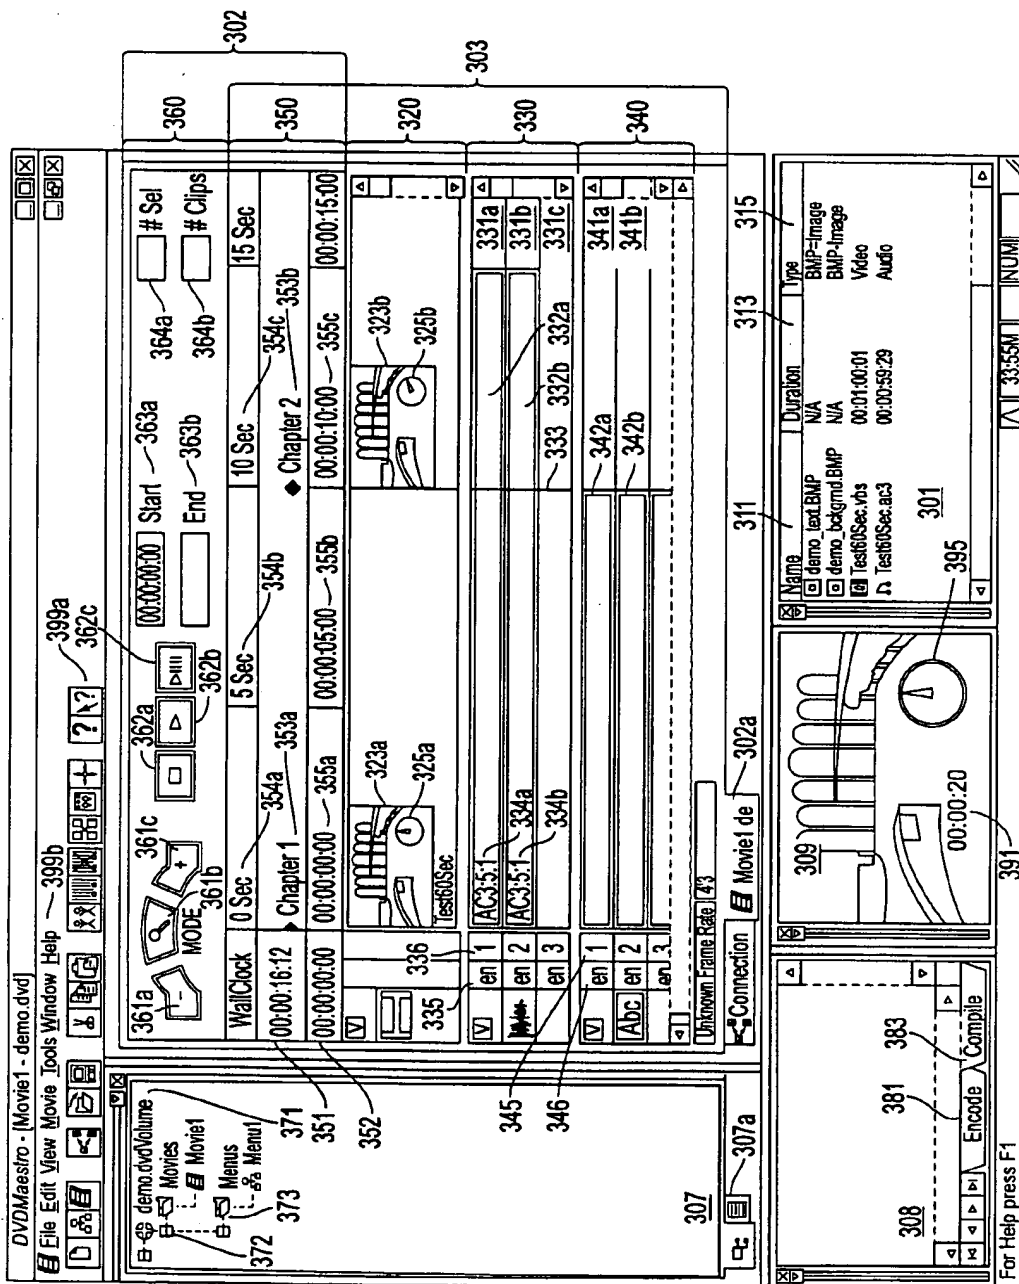 DVDMaestro - [Movie1 - demo.dvd]
File Edit View Movie Tools Window Help 399b
399a
362c
361a
MODE
361b
361c
362a
362b
00:00:00:00 Start 363a
End 363b
364a # Sel
364b # Clips
302
360
303
350
320
330
340
WallClock 0 Sec 354a 5 Sec 354b 10 Sec 354c 15 Sec
00:00:16:12 Chapter 1 353a Chapter 2 353b
00:00:00:00 00:00:00:00 355a 00:00:05:00 355b 00:00:10:00 355c 00:00:15:00
demo.dvdVolume
Movies
Movie1
Menus
Menu1
371
372
373
351
352
323a
325a
Test60Sec
323b
325b
335
336
en 1 AC3:5:1 334a 331a
en 2 AC3:5:1 334b 331b
en 3 331c
332a
332b
333
345
346
en 1 342a 341a
Abc en 2 342b 341b
en 3
Unknown Frame Rate 4:3
Connection Movie1 de 302a
307
307a
308
381
383
Encode Compile
309
00:00:20
391
395
311
313
315
Name Duration Type
demo_text.BMP N/A BMP=Image
demo_bckgrnd.BMP N/A BMP-Image
Test60Sec.vbs 00:01:00:01 Video
Test60Sec.ac3 00:00:59:29 Audio
301
For Help press F1
33:55M NUM